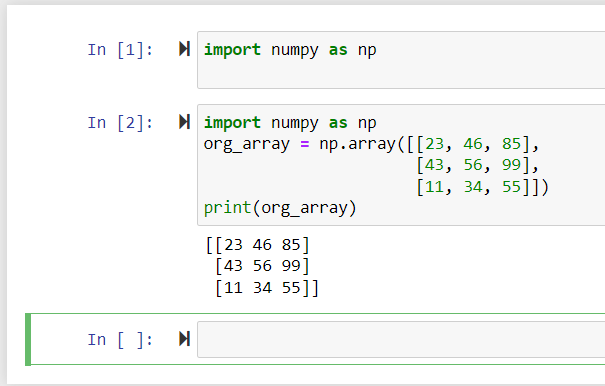 In [1]: import numpy as np
In [2]: import numpy as np
org_array = np.array([[23, 46, 85],
[43, 56, 99],
[11, 34, 55]])
print(org_array)
[[23 46 85]
[43 56 99]
[11 34 55]]
In [ ]: